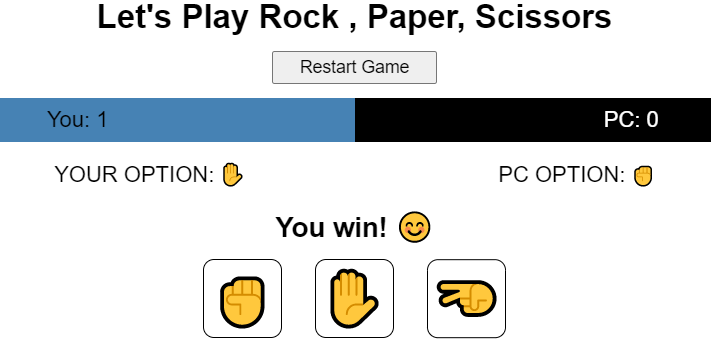 Let's Play Rock , Paper, Scissors
Restart Game
You: 1 PC: 0
YOUR OPTION: PC OPTION:
You win!